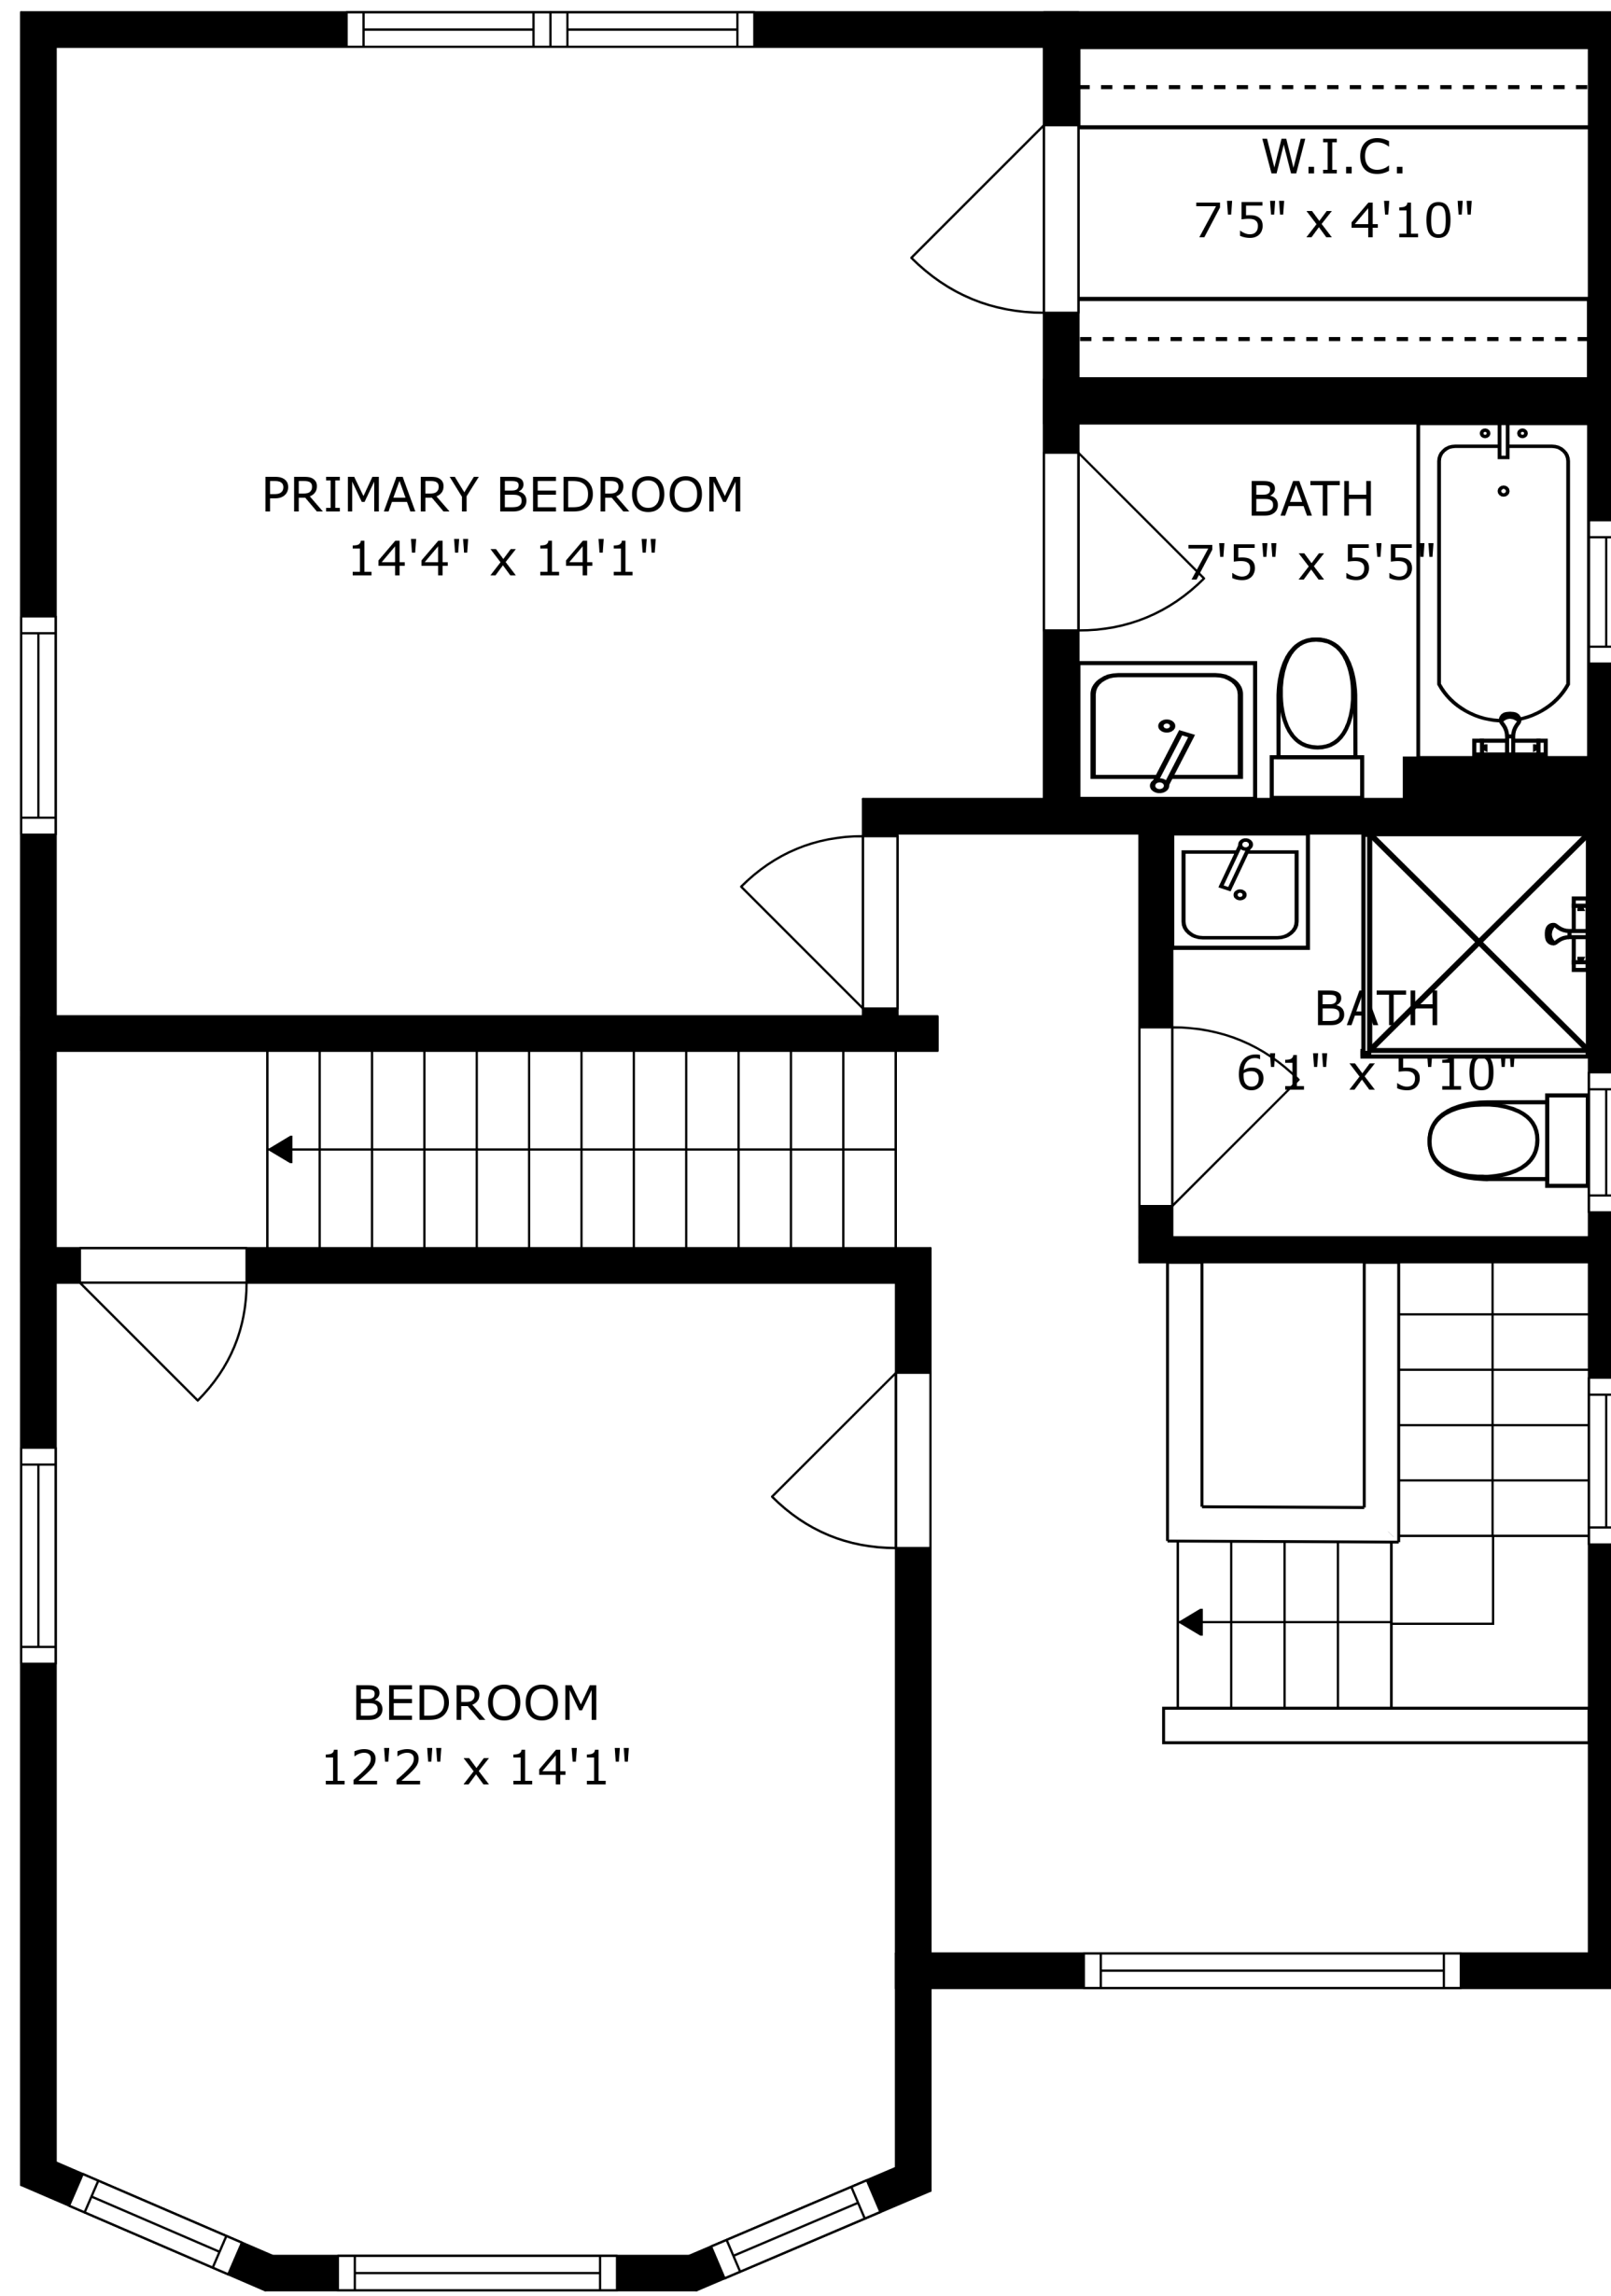 W.I.C.
7'5" x 4'10"
PRIMARY BEDROOM
14'4" x 14'1"
BATH
7'5" x 5'5"
BATH
6'1" x 5'10"
BEDROOM
12'2" x 14'1"